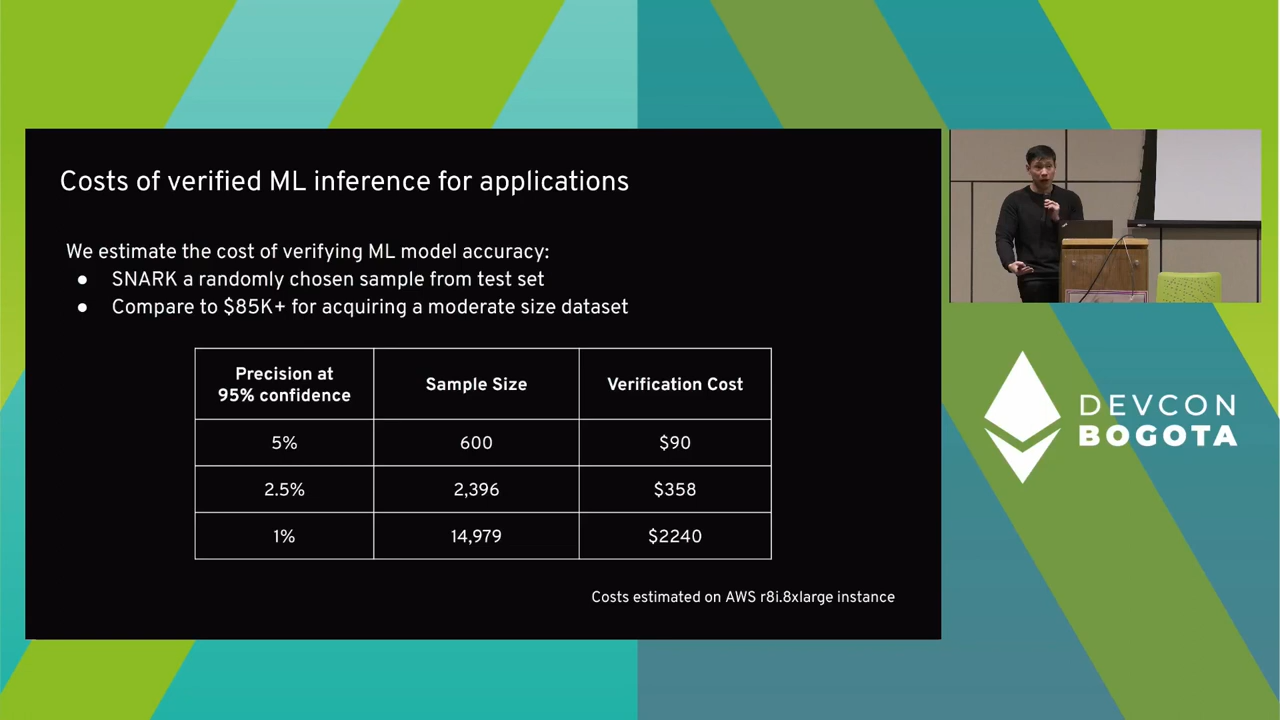 Costs of verified ML inference for applications
We estimate the cost of verifying ML model accuracy:
● SNARK a randomly chosen sample from test set
● Compare to $85K+ for acquiring a moderate size dataset
Precision at
95% confidence
Sample Size
Verification Cost
5%
600
$90
2.5%
2,396
$358
1%
14,979
$2240
Costs estimated on AWS r8i.8xlarge instance
DEVCON
BOGOTA